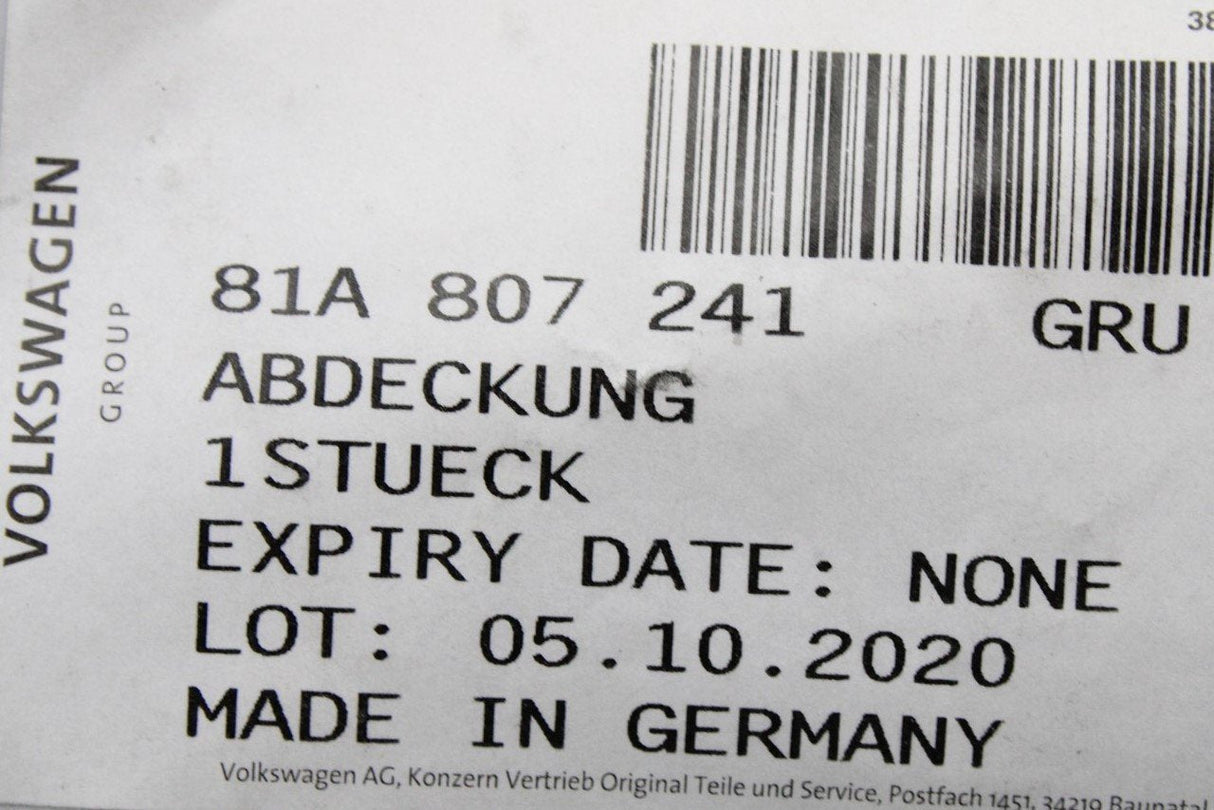 38
VOLKSWAGEN
GROUP
81A 807 241 GRU
ABDECKUNG
1STUECK
EXPIRY DATE: NONE
LOT: 05.10.2020
MADE IN GERMANY
Volkswagen AG, Konzern Vertrieb Original Teile und Service, Postfach 1451, 34219 Baunatal